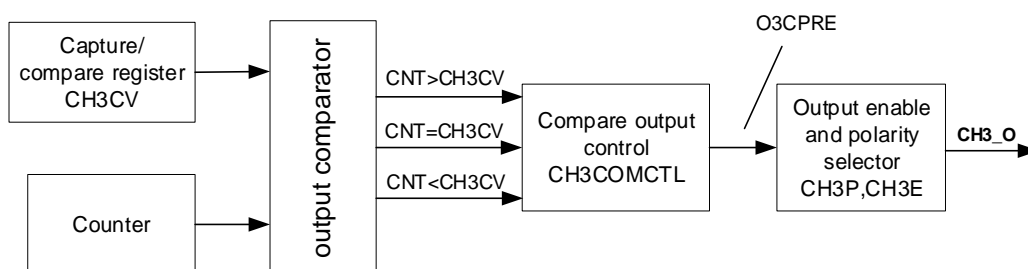 Capture/
compare register
CH3CV
Counter
output comparator
CNT>CH3CV
CNT=CH3CV
CNT<CH3CV
Compare output
control
CH3COMCTL
O3CPRE
Output enable
and polarity
selector
CH3P,CH3E
CH3_O